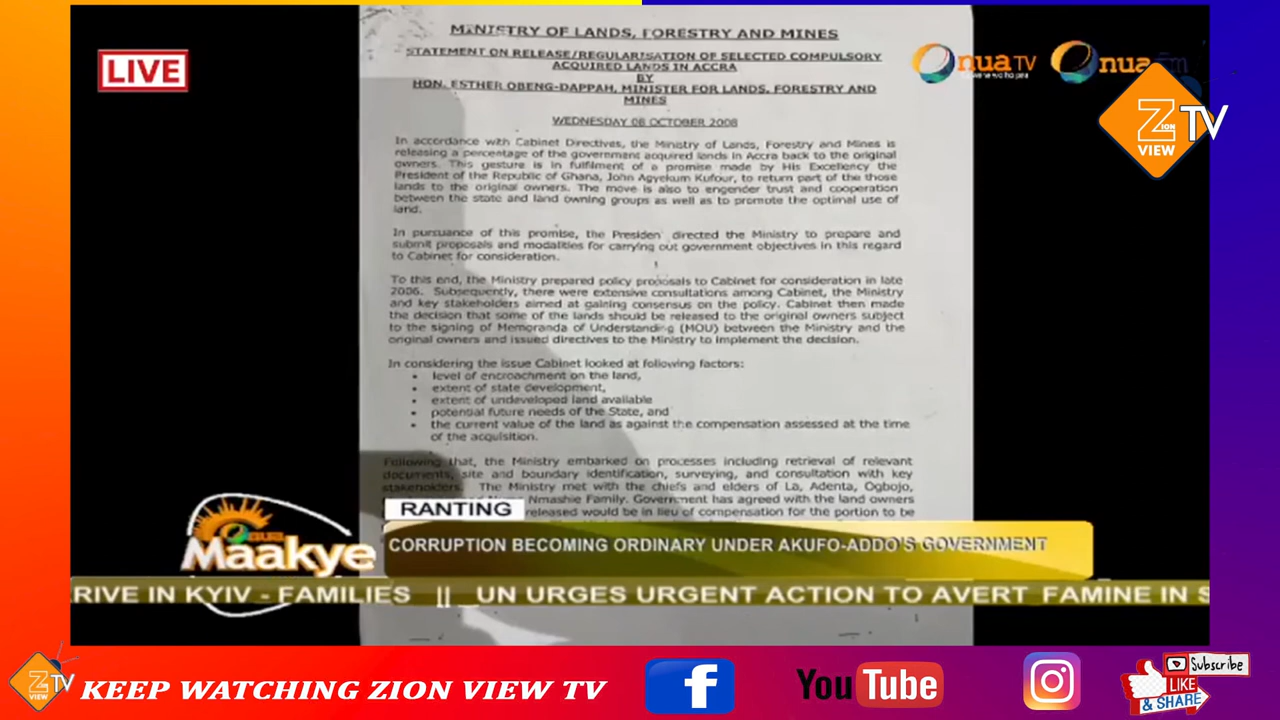 LIVE
nua TV
nua
Z
ZION
VIEW
TV
MINISTRY OF LANDS, FORESTRY AND MINES
STATEMENT ON RELEASE/REGULARISATION OF SELECTED COMPULSORY
ACQUIRED LANDS IN ACCRA
BY
HON. ESTHER OBENG-DAPPAH, MINISTER FOR LANDS, FORESTRY AND
MINES
WEDNESDAY 08 OCTOBER 2008
In accordance with Cabinet Directives, the Ministry of Lands, Forestry and Mines is
releasing a percentage of the government acquired lands in Accra back to the original
owners. This gesture is in fulfilment of a promise made by His Excellency the
President of the Republic of Ghana, John Agyekum Kufour, to return part of the those
lands to the original owners. The move is also to engender trust and cooperation
between the state and land owning groups as well as to promote the optimal use of
land.
In pursuance of this promise, the Presiden directed the Ministry to prepare and
submit proposals and modalities for carrying out government objectives in this regard
to Cabinet for consideration.
To this end, the Ministry prepared policy proposals to Cabinet for consideration in late
2006. Subsequently, there were extensive consultations among Cabinet, the Ministry
and key stakeholders aimed at gaining consensus on the policy. Cabinet then made
the decision that some of the lands should be released to the original owners subject
to the signing of Memoranda of Understanding (MOU) between the Ministry and the
original owners and issued directives to the Ministry to implement the decision.
In considering the issue Cabinet looked at following factors:
• level of encroachment on the land,
• extent of state development,
• extent of undeveloped land available
• potential future needs of the State, and
• the current value of the land as against the compensation assessed at the time
of the acquisition.
Following that, the Ministry embarked on processes including retrieval of relevant
documents, site and boundary identification, surveying, and consultation with key
stakeholders. The Ministry met with the chiefs and elders of La, Adenta, Ogbojo,
Nmashie Family. Government has agreed with the land owners
released would be in lieu of compensation for the portion to be
RANTING
CORRUPTION BECOMING ORDINARY UNDER AKUFO-ADDO'S GOVERNMENT
Onua
Maakye
RRIVE IN KYIV - FAMILIES || UN URGES URGENT ACTION TO AVERT FAMINE IN S
Z TV KEEP WATCHING ZION VIEW TV
f
YouTube
Subscribe
LIKE
& SHARE